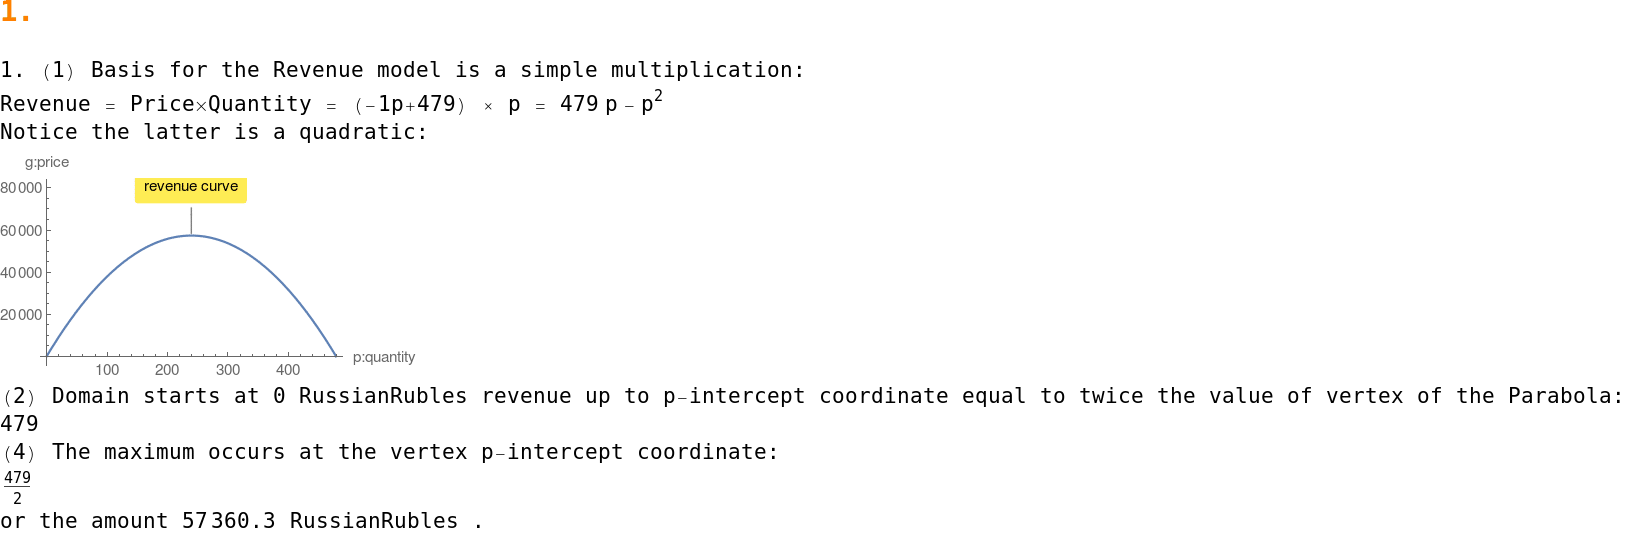 1.
1. (1) Basis for the Revenue model is a simple multiplication:
Revenue = Price×Quantity = (-1p+479) × p = 479 p - p²
Notice the latter is a quadratic:
g:price
80000
revenue curve
60000
40000
20000
p:quantity
100 200 300 400
(2) Domain starts at 0 RussianRubles revenue up to p-intercept coordinate equal to twice the value of vertex of the Parabola:
479
(4) The maximum occurs at the vertex p-intercept coordinate:
479
2
or the amount 57360.3 RussianRubles .